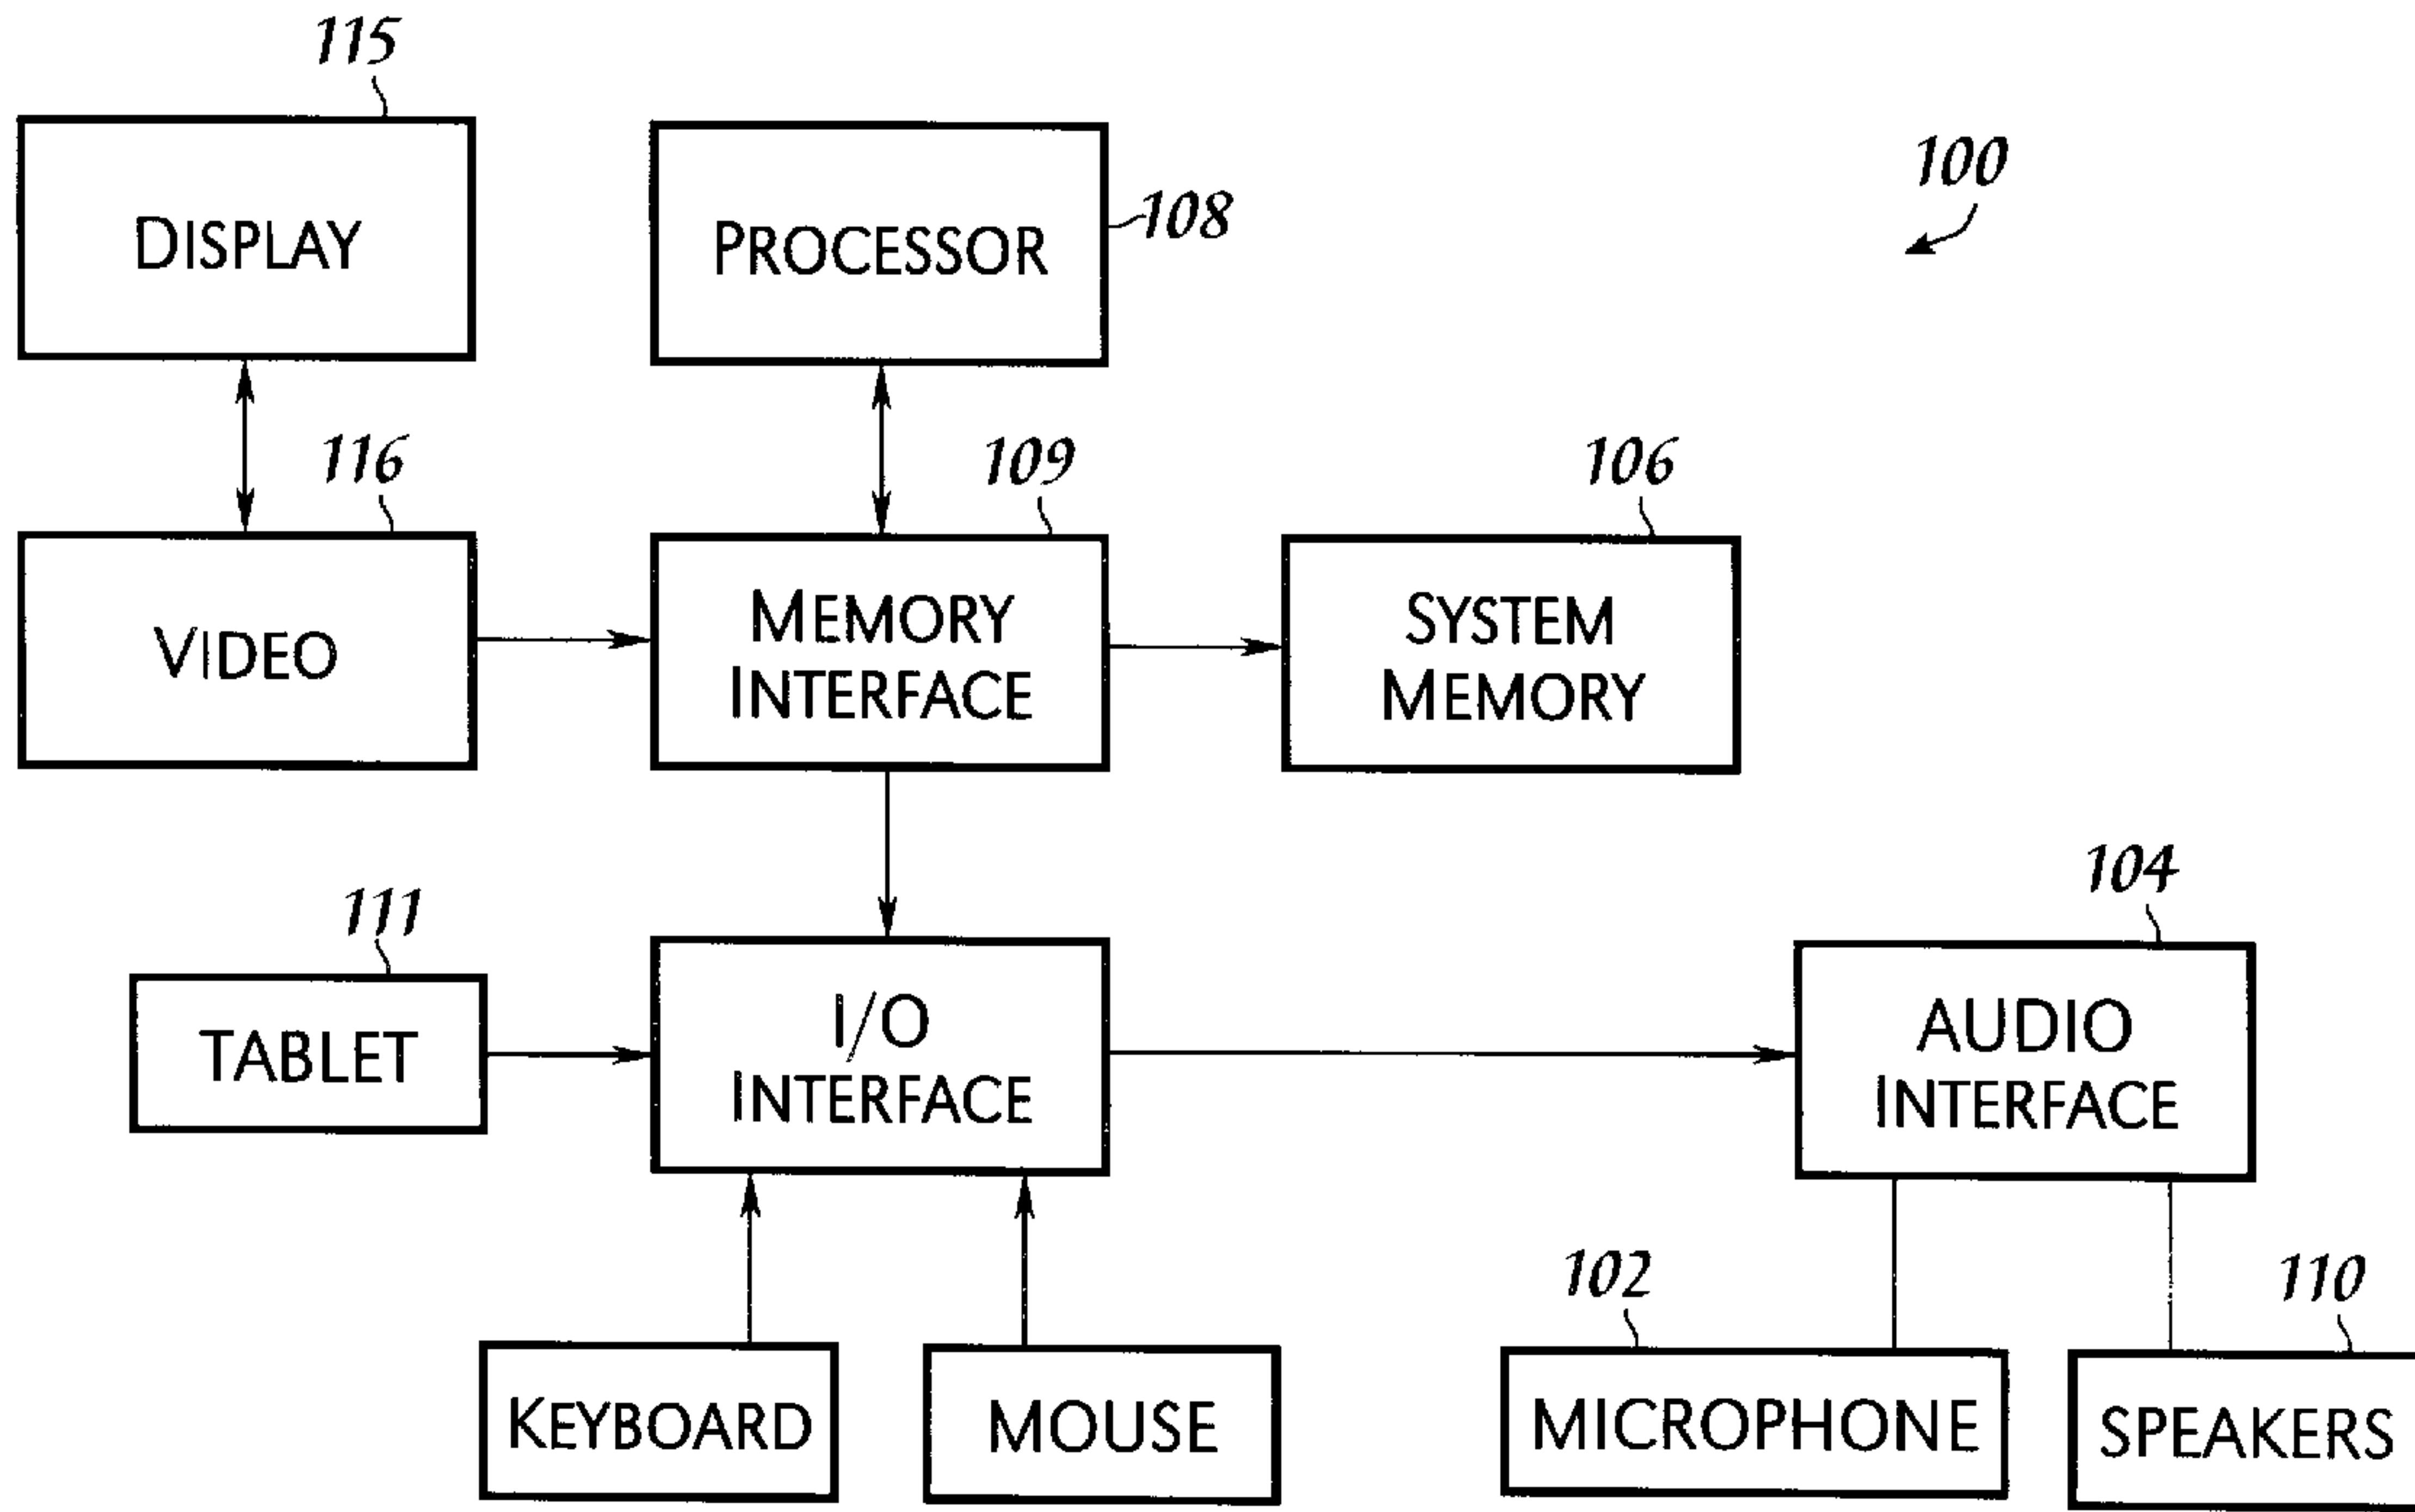 115
DISPLAY
PROCESSOR
108
100
116
VIDEO
109
MEMORY
INTERFACE
106
SYSTEM
MEMORY
111
TABLET
I/O
INTERFACE
104
AUDIO
INTERFACE
KEYBOARD
MOUSE
102
MICROPHONE
110
SPEAKERS